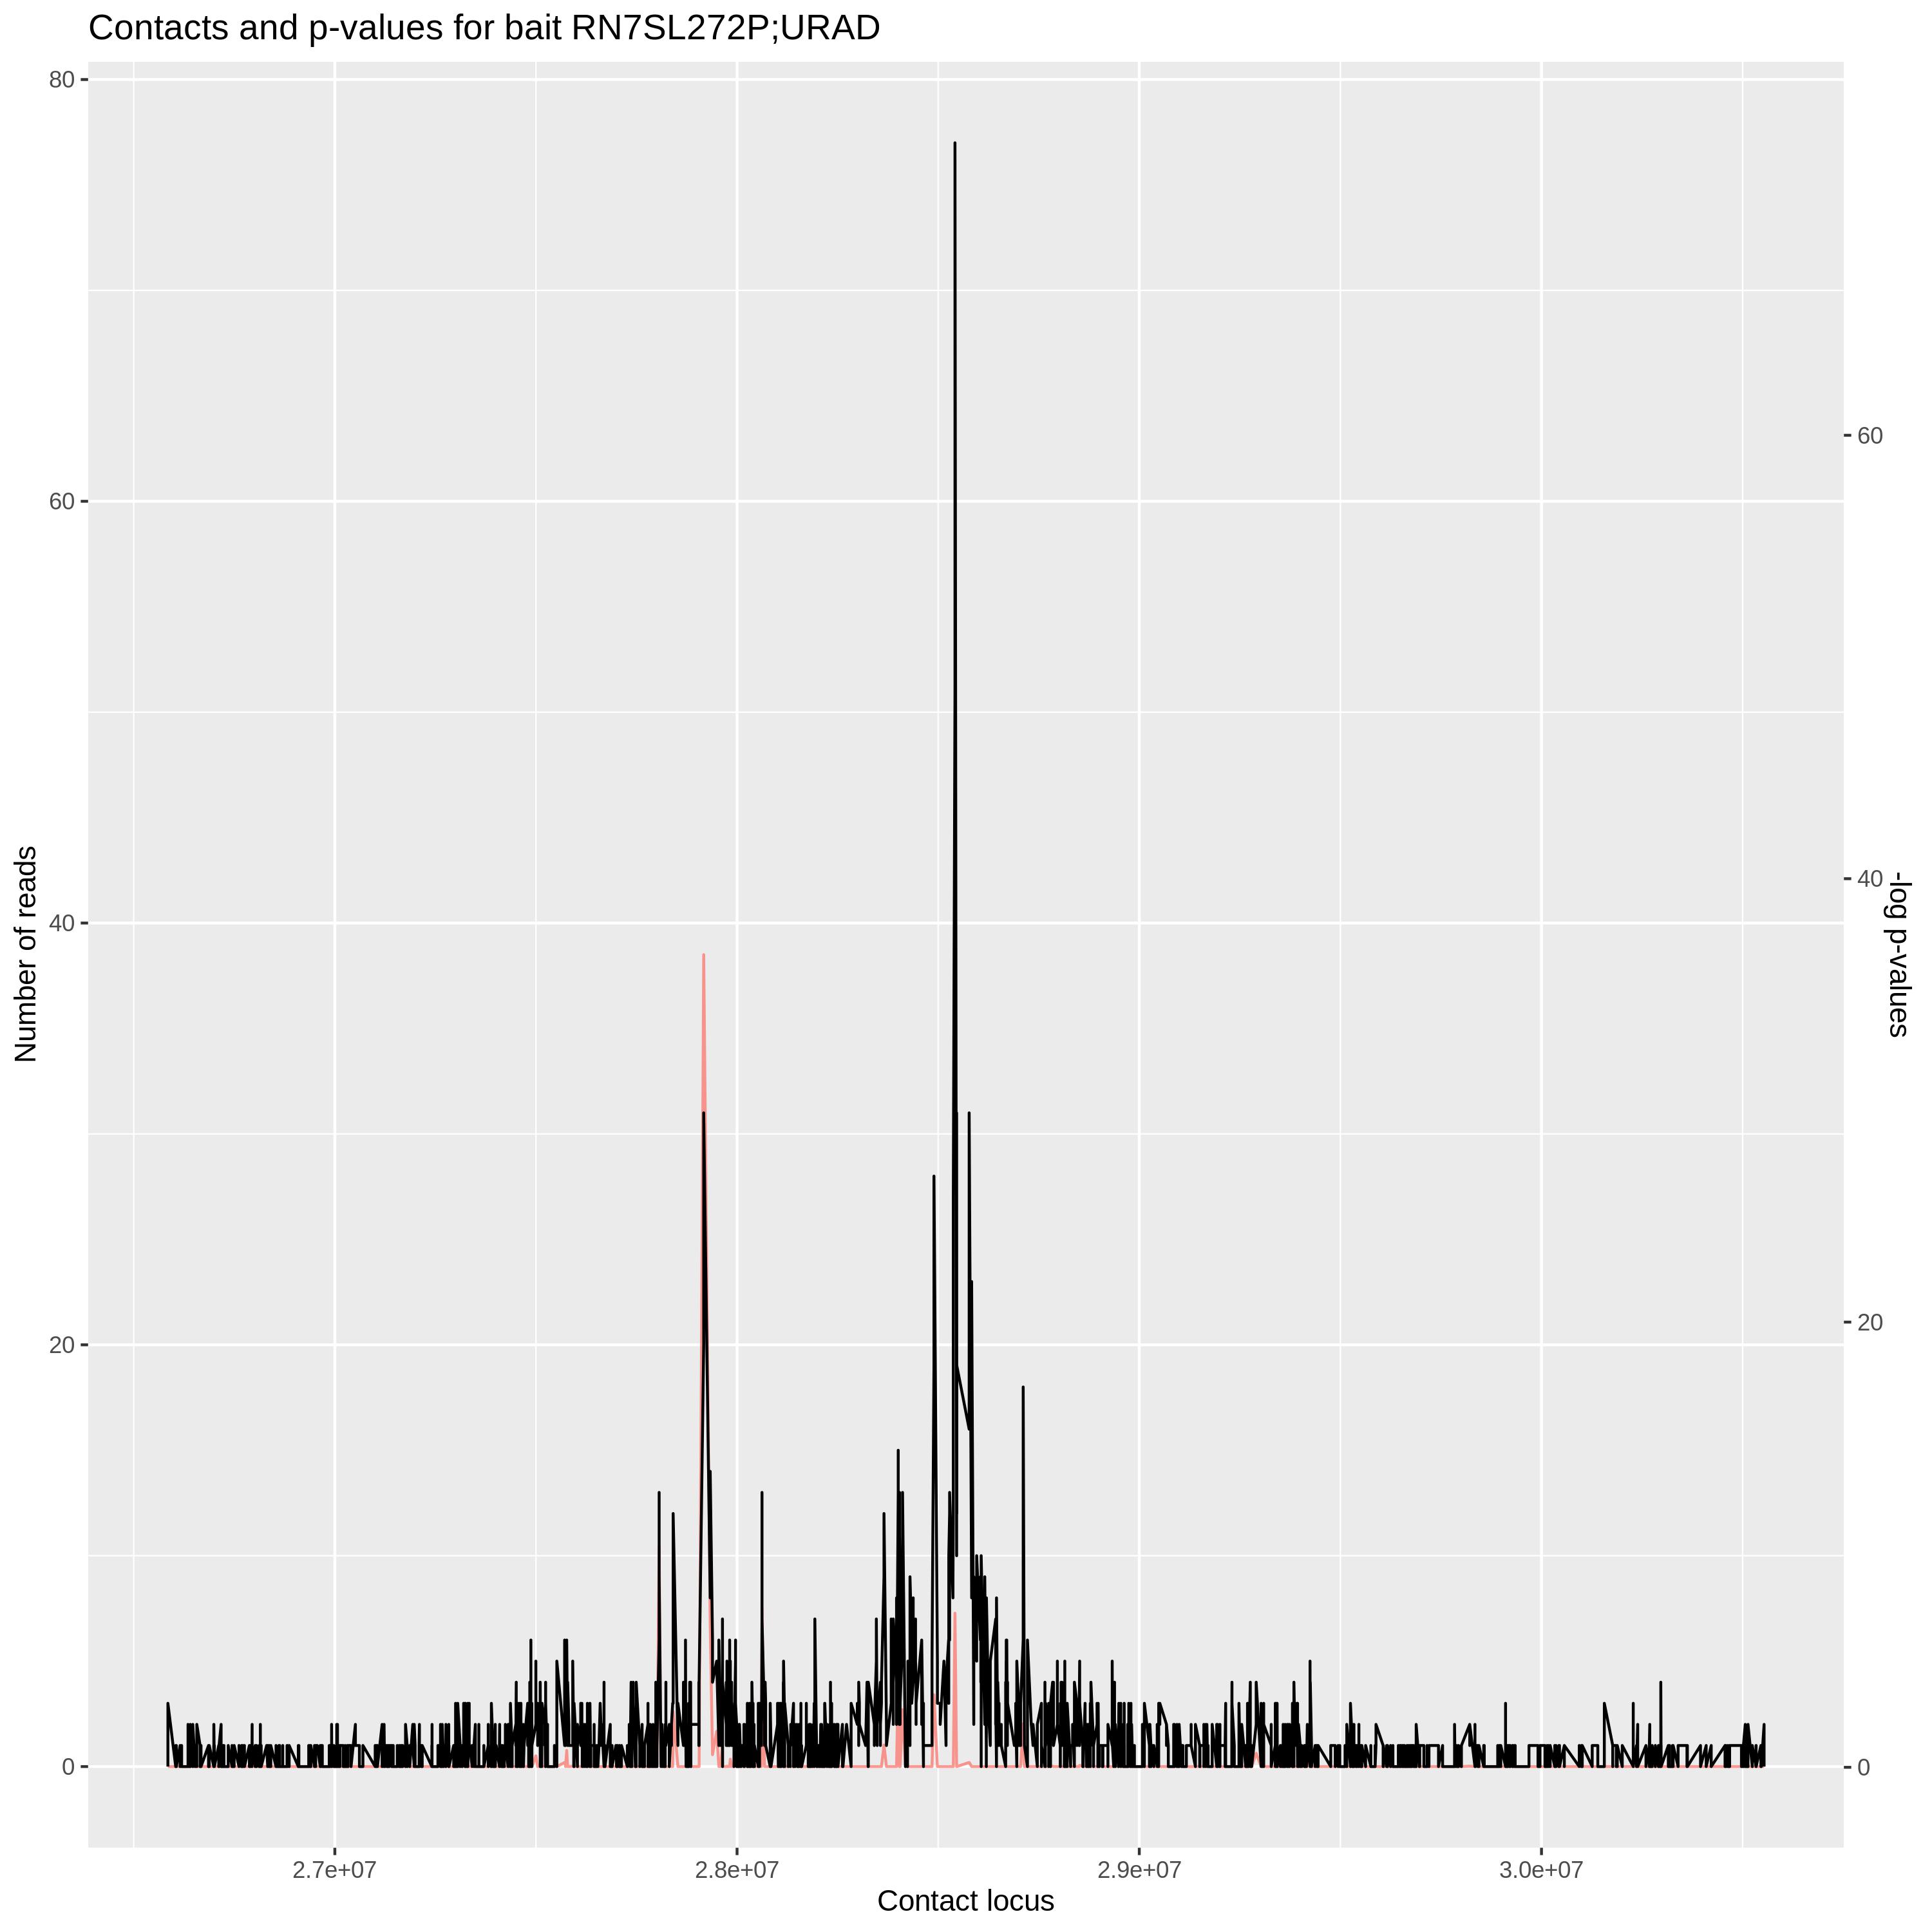 Contacts and p-values for bait RN7SL272P;URAD
80
60
40
20
0
Number of reads
60
40
20
0
-log p-values
2.7e+07 2.8e+07 2.9e+07 3.0e+07
Contact locus